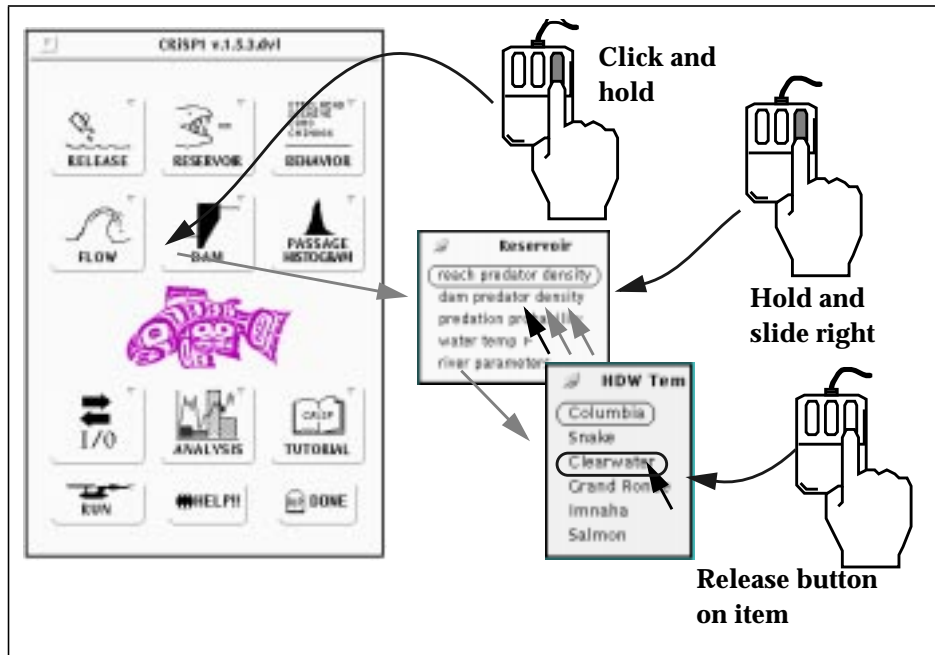 CRiSP1 v.1.5.3.dvl
RELEASE
RESERVOIR
BEHAVIOR
FLOW
DAM
PASSAGE
HISTOGRAM
I/O
ANALYSIS
TUTORIAL
RUN
HELP!!
DONE
Click and
hold
Reservoir
reach predator density
dam predator density
predation
water temp
river parameters
Hold and
slide right
HDW Tem
Columbia
Snake
Clearwater
Grand Ronde
Imnaha
Salmon
Release button
on item